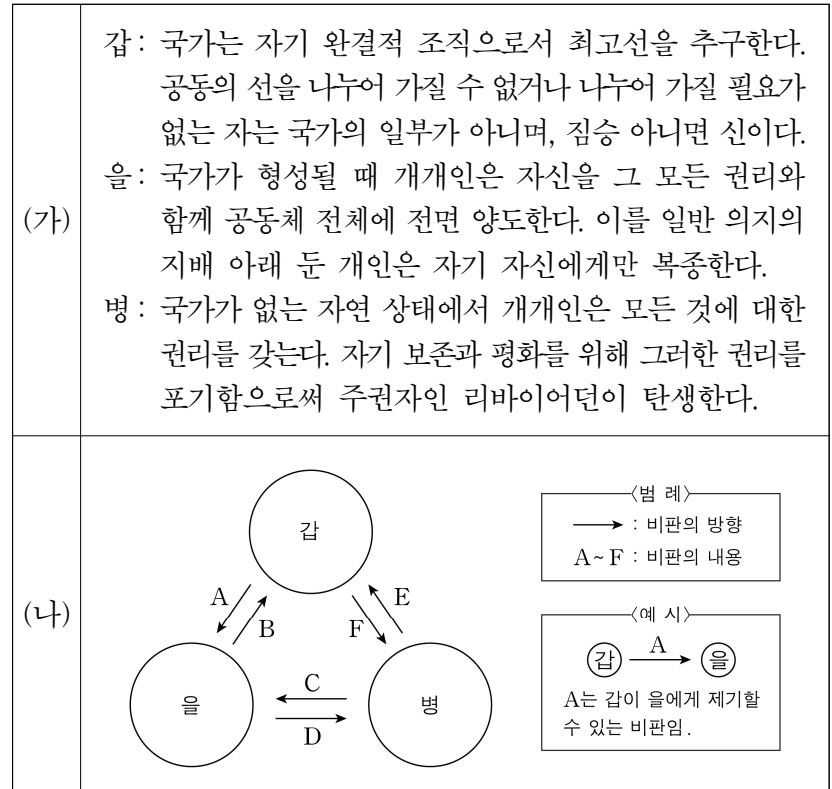 (가)
갑: 국가는 자기 완결적 조직으로서 최고선을 추구한다.
공동의 선을 나누어 가질 수 없거나 나누어 가질 필요가
없는 자는 국가의 일부가 아니며, 짐승 아니면 신이다.
을: 국가가 형성될 때 개개인은 자신을 그 모든 권리와
함께 공동체 전체에 전면 양도한다. 이를 일반 의지의
지배 아래 둔 개인은 자기 자신에게만 복종한다.
병: 국가가 없는 자연 상태에서 개개인은 모든 것에 대한
권리를 갖는다. 자기 보존과 평화를 위해 그러한 권리를
포기함으로써 주권자인 리바이어던이 탄생한다.
(나)
갑
A
B
F
E
을
C
D
병
<범 례>
→ : 비판의 방향
A~F : 비판의 내용
<예 시>
갑 A → 을
A는 갑이 을에게 제기할
수 있는 비판임.